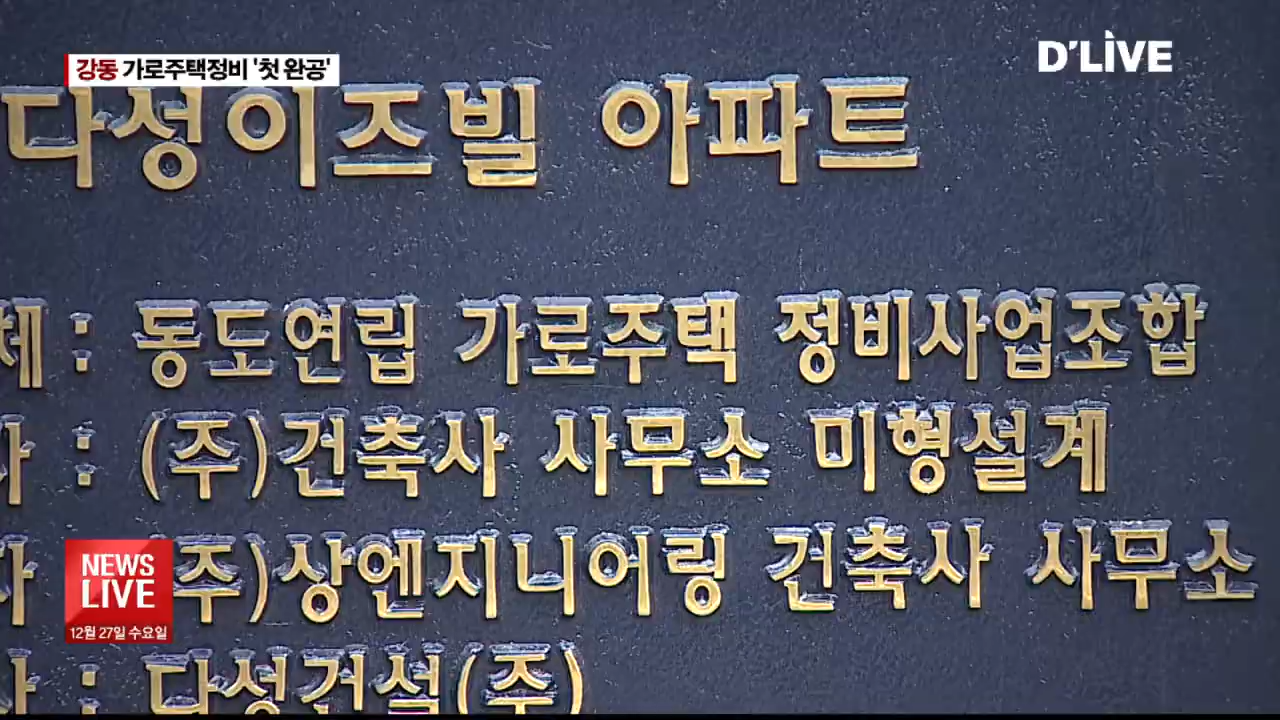 강동 가로주택정비 '첫 완공'
D'LIVE
다성이즈빌 아파트
체 : 동도연립 가로주택 정비사업조합
: (주)건축사 사무소 미형설계
주)상엔지니어링 건축사 사무소
: 다성건설(주)
NEWS
LIVE
12월 27일 수요일